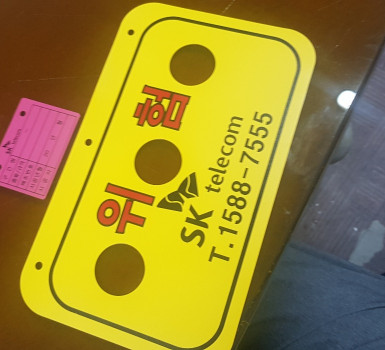 위험
SK telecom
T. 1588-7555